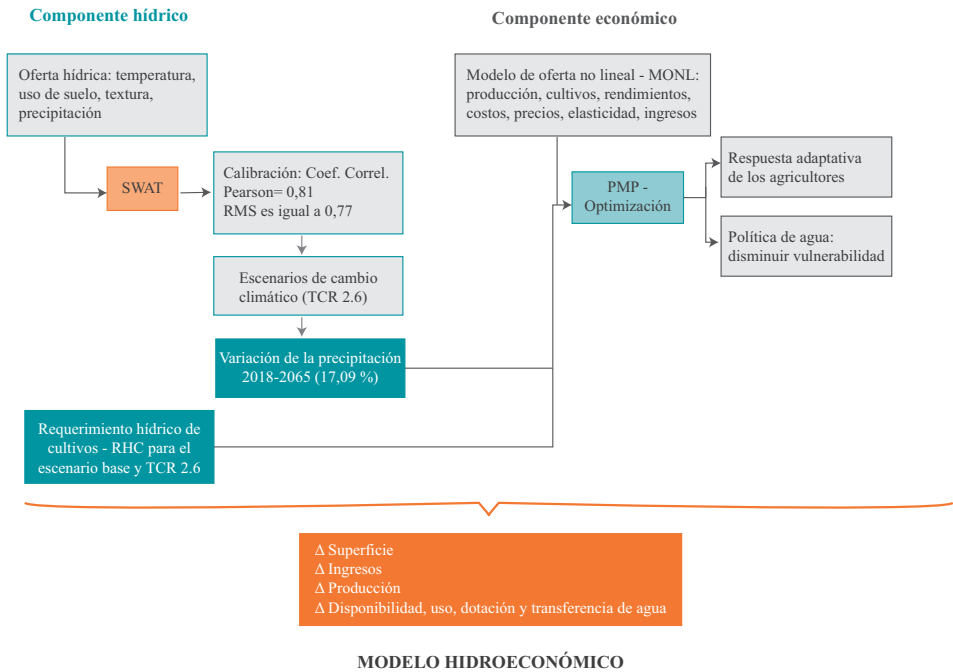 Componente hídrico
Oferta hídrica: temperatura,
uso de suelo, textura,
precipitación
SWAT
Calibración: Coef. Correl.
Pearson= 0,81
RMS es igual a 0,77
Escenarios de cambio
climático (TCR 2.6)
Variación de la precipitación
2018-2065 (17,09 %)
Requerimiento hídrico de
cultivos - RHC para el
escenario base y TCR 2.6
Componente económico
Modelo de oferta no lineal - MONL:
producción, cultivos, rendimientos,
costos, precios, elasticidad, ingresos
PMP -
Optimización
Respuesta adaptativa
de los agricultores
Política de agua:
disminuir vulnerabilidad
Δ Superficie
Δ Ingresos
Δ Producción
Δ Disponibilidad, uso, dotación y transferencia de agua
MODELO HIDROECONÓMICO